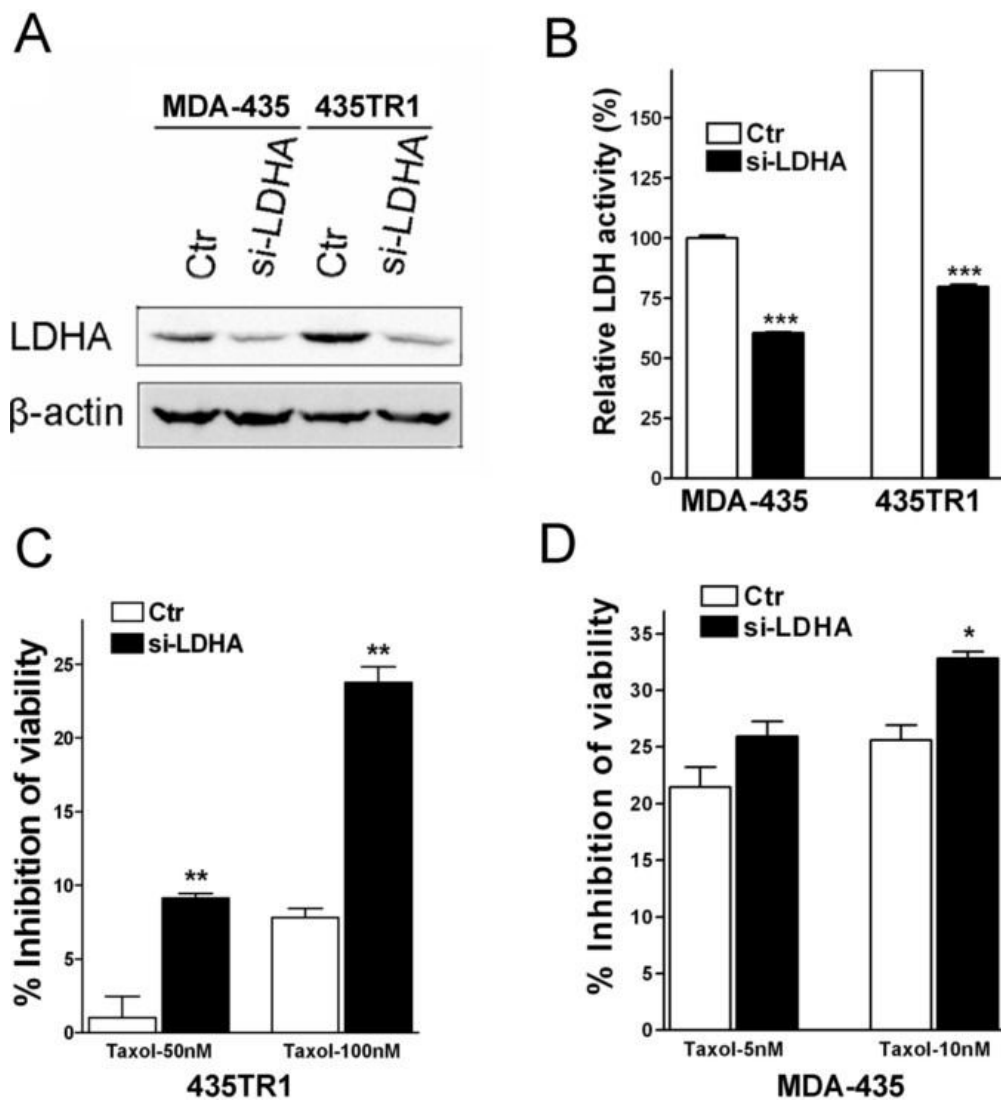 A
MDA-435 435TR1
Ctr si-LDHA Ctr si-LDHA
LDHA
β-actin
B
Relative LDH activity (%)
150
125
100
75
50
25
0
Ctr
si-LDHA
***
***
MDA-435 435TR1
C
% Inhibition of viability
25
20
15
10
5
0
Ctr
si-LDHA
**
**
Taxol-50nM Taxol-100nM
435TR1
D
% Inhibition of viability
35
30
25
20
15
10
5
0
Ctr
si-LDHA
*
Taxol-5nM Taxol-10nM
MDA-435